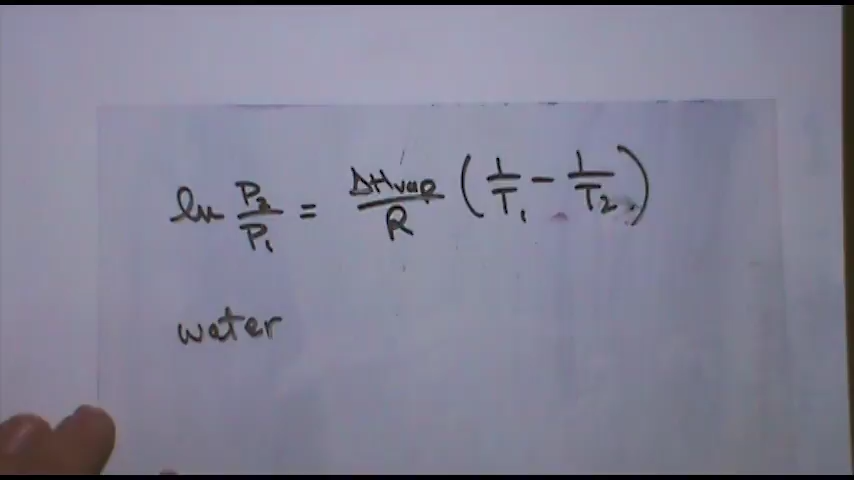 ln P₂/P₁ = ΔHvap/R (1/T₁ - 1/T₂)
water